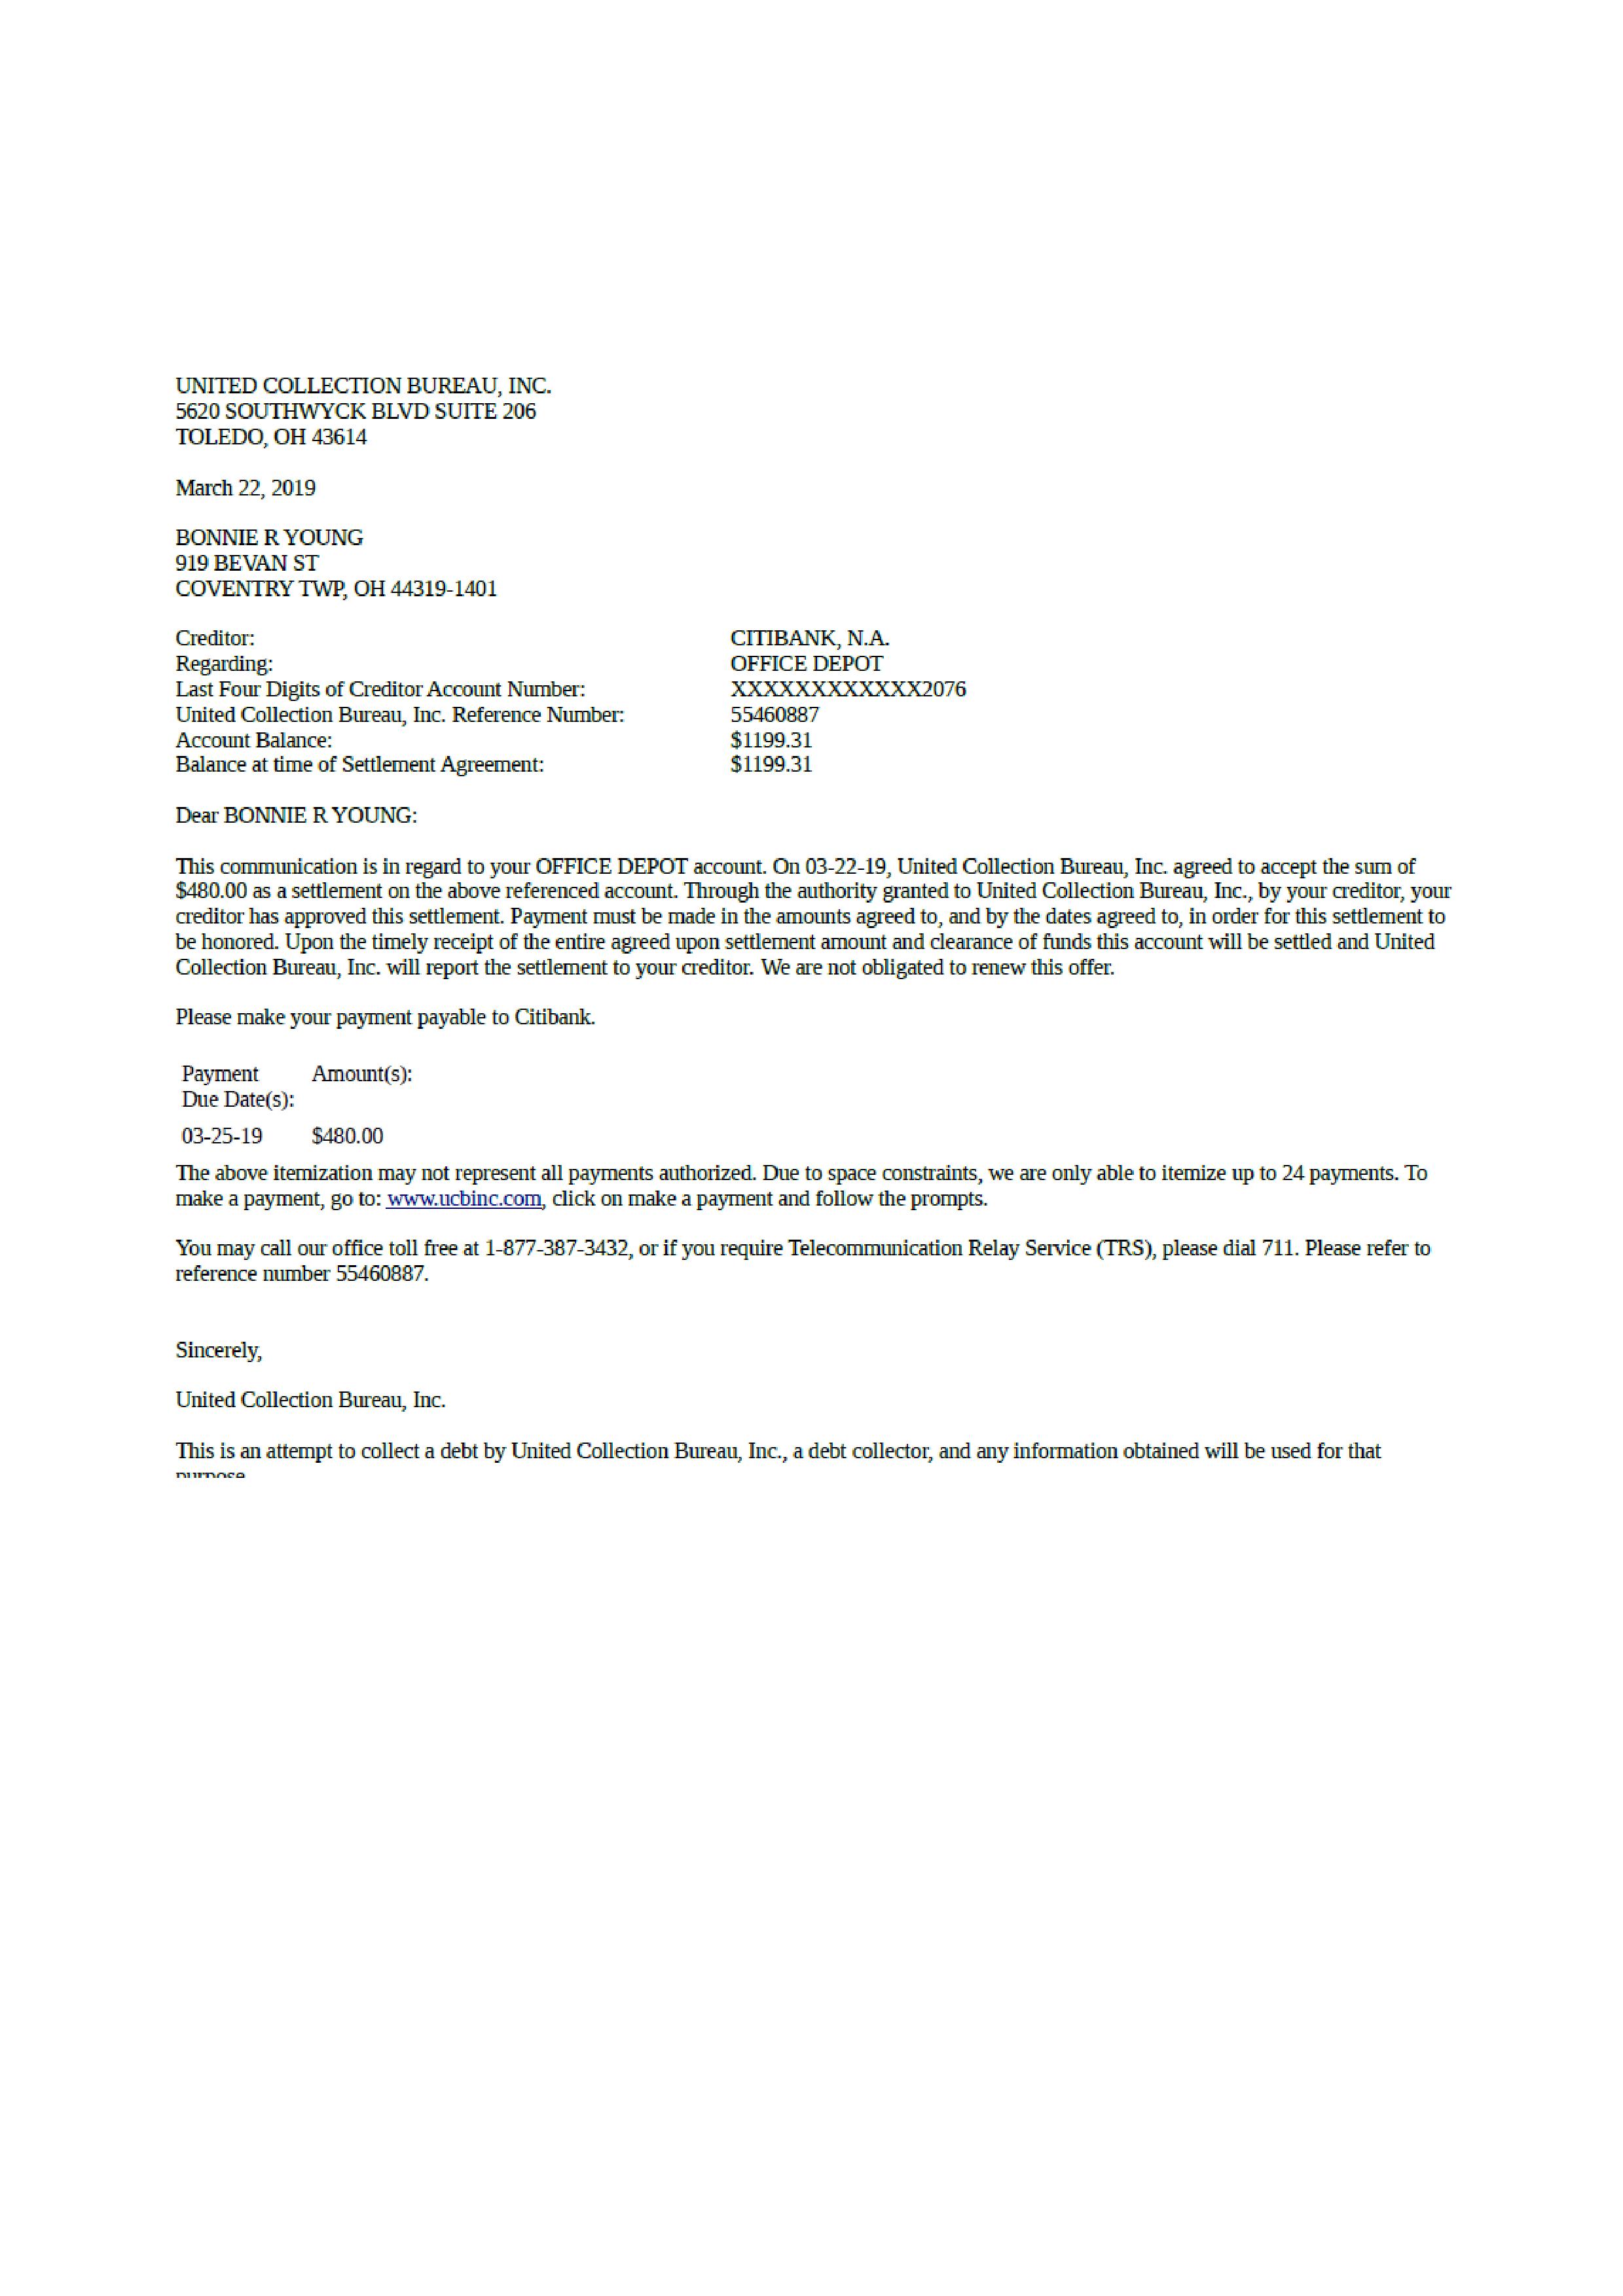 UNITED COLLECTION BUREAU, INC.
5620 SOUTHWYCK BLVD SUITE 206
TOLEDO, OH 43614
March 22, 2019
BONNIE R YOUNG
919 BEVAN ST
COVENTRY TWP, OH 44319-1401
Creditor: CITIBANK, N.A.
Regarding: OFFICE DEPOT
Last Four Digits of Creditor Account Number: XXXXXXXXXXXX2076
United Collection Bureau, Inc. Reference Number: 55460887
Account Balance: $1199.31
Balance at time of Settlement Agreement: $1199.31
Dear BONNIE R YOUNG:
This communication is in regard to your OFFICE DEPOT account. On 03-22-19, United Collection Bureau, Inc. agreed to accept the sum of
$480.00 as a settlement on the above referenced account. Through the authority granted to United Collection Bureau, Inc., by your creditor, your
creditor has approved this settlement. Payment must be made in the amounts agreed to, and by the dates agreed to, in order for this settlement to
be honored. Upon the timely receipt of the entire agreed upon settlement amount and clearance of funds this account will be settled and United
Collection Bureau, Inc. will report the settlement to your creditor. We are not obligated to renew this offer.
Please make your payment payable to Citibank.
Payment Amount(s):
Due Date(s):
03-25-19 $480.00
The above itemization may not represent all payments authorized. Due to space constraints, we are only able to itemize up to 24 payments. To
make a payment, go to: www.ucbinc.com, click on make a payment and follow the prompts.
You may call our office toll free at 1-877-387-3432, or if you require Telecommunication Relay Service (TRS), please dial 711. Please refer to
reference number 55460887.
Sincerely,
United Collection Bureau, Inc.
This is an attempt to collect a debt by United Collection Bureau, Inc., a debt collector, and any information obtained will be used for that
purpose